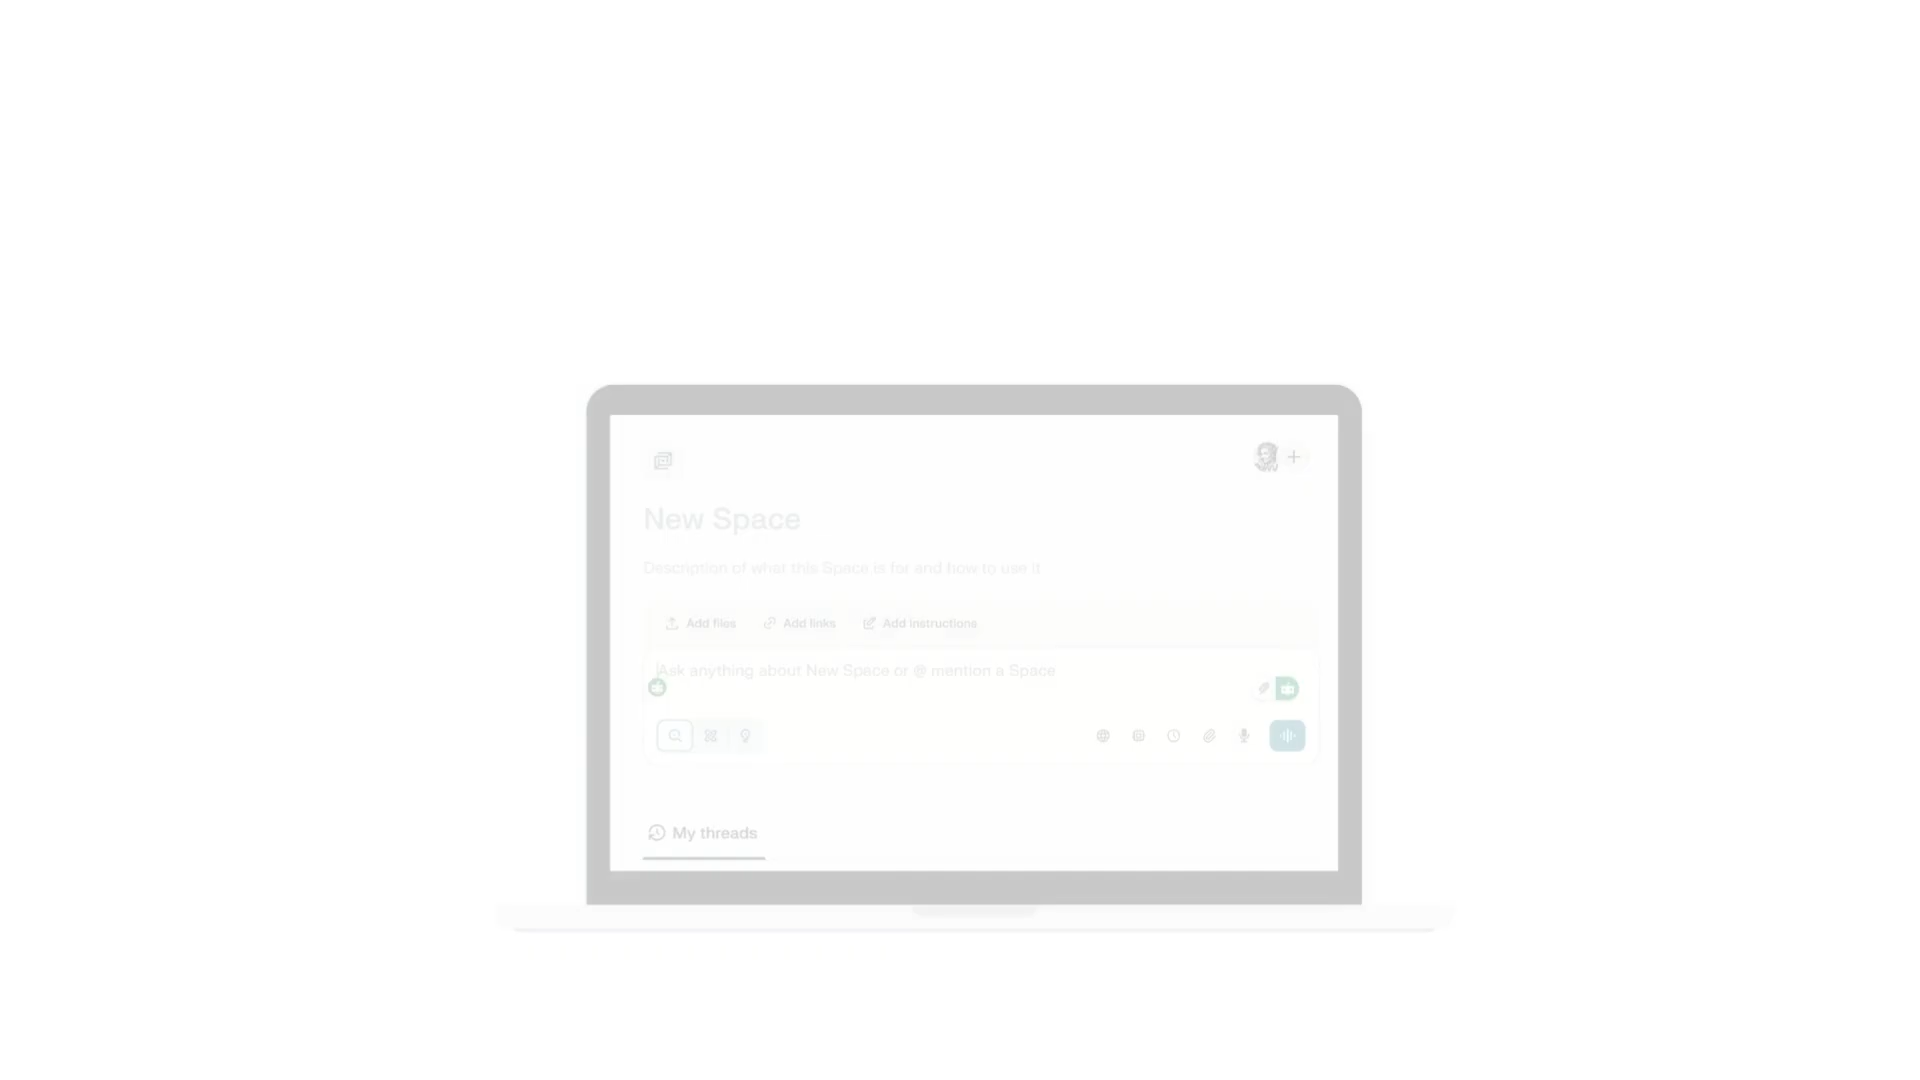 New Space
Description of what this Space is for and how to use it
Add files Add links Add instructions
Ask anything about New Space or @ mention a Space
My threads